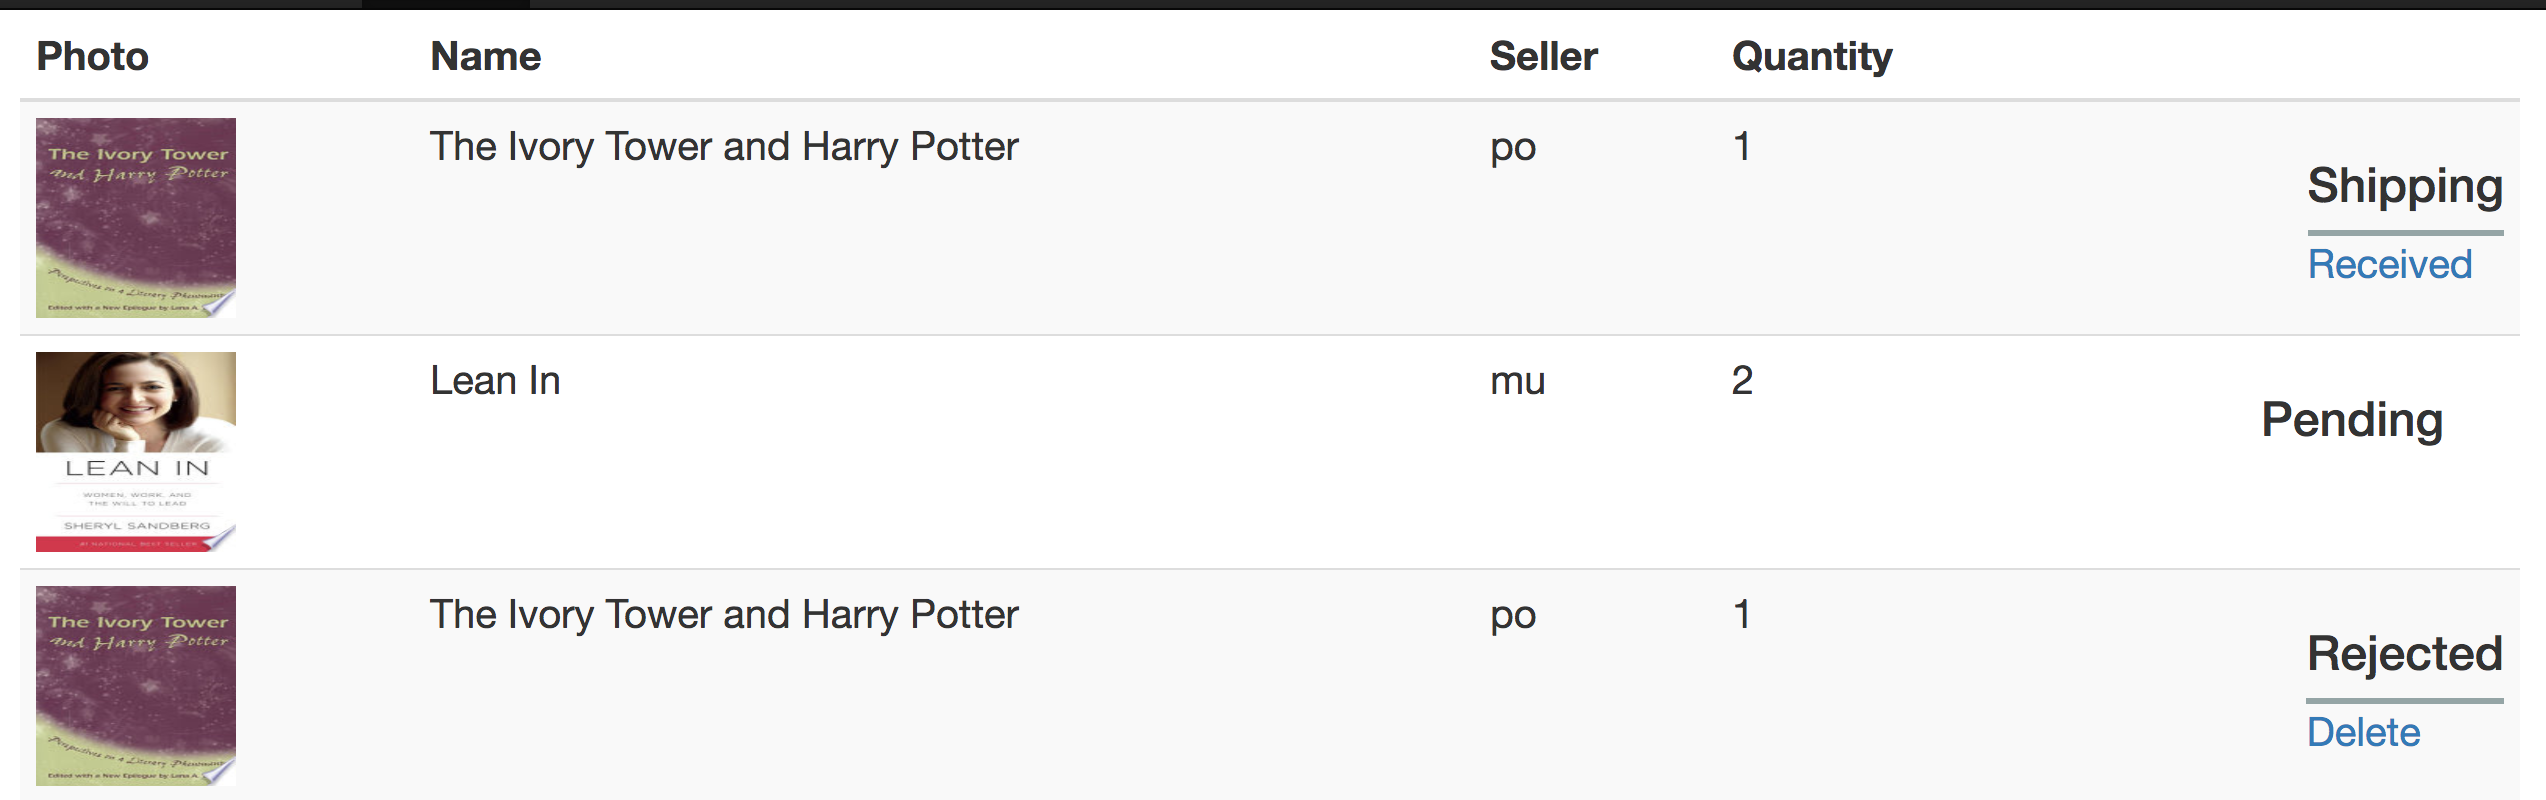 Photo Name Seller Quantity
The Ivory Tower
and Harry Potter
Perspectives on a Literary Phenomenon
Edited with a New Epilogue by Lana A.
The Ivory Tower and Harry Potter po 1
Shipping
Received
LEAN IN
WOMEN, WORK, AND
THE WILL TO LEAD
SHERYL SANDBERG
#1 NATIONAL BEST SELLER
Lean In mu 2
Pending
The Ivory Tower
and Harry Potter
Perspectives on a Literary Phenomenon
Edited with a New Epilogue by Lana A.
The Ivory Tower and Harry Potter po 1
Rejected
Delete